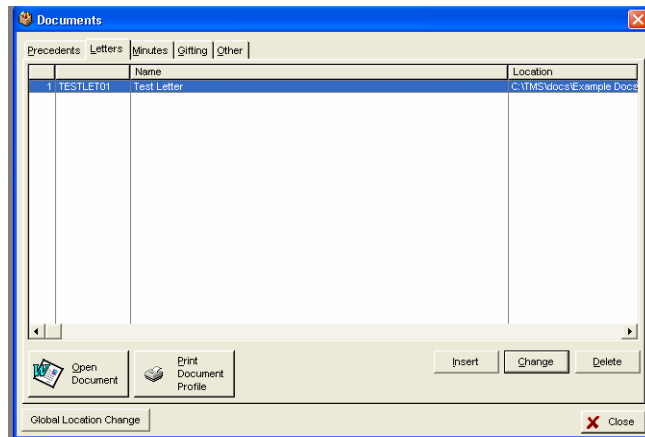 Documents
Precedents Letters Minutes Gifting Other
Name Location
1 TESTLET01 Test Letter C:\TMS\docs\Example Docs
Open Document
Print Document Profile
Insert Change Delete
Global Location Change Close